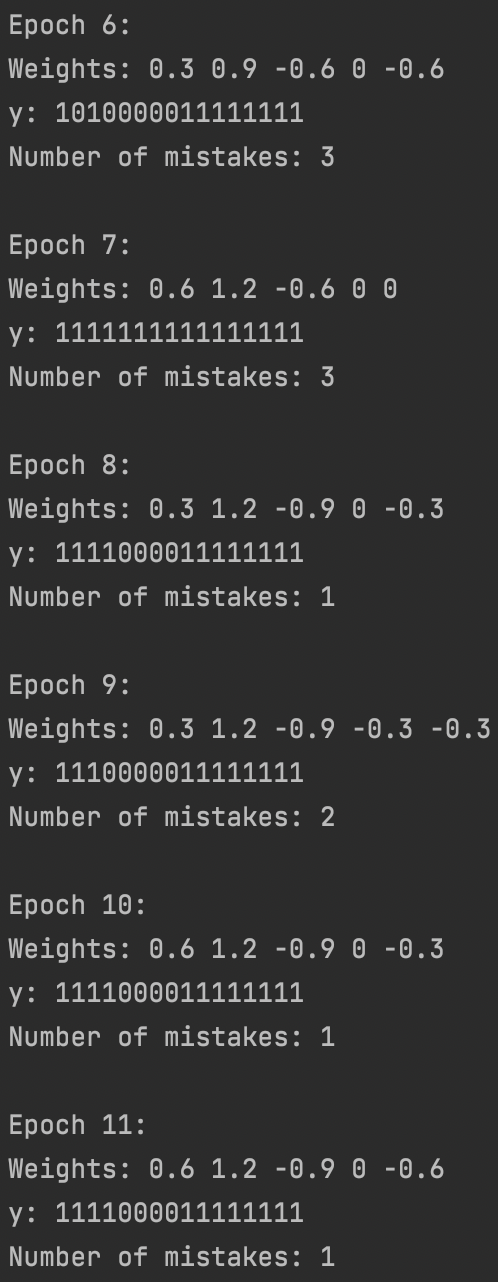 Epoch 6:
Weights: 0.3 0.9 -0.6 0 -0.6
y: 1010000011111111
Number of mistakes: 3
Epoch 7:
Weights: 0.6 1.2 -0.6 0 0
y: 1111111111111111
Number of mistakes: 3
Epoch 8:
Weights: 0.3 1.2 -0.9 0 -0.3
y: 1111000011111111
Number of mistakes: 1
Epoch 9:
Weights: 0.3 1.2 -0.9 -0.3 -0.3
y: 1110000011111111
Number of mistakes: 2
Epoch 10:
Weights: 0.6 1.2 -0.9 0 -0.3
y: 1111000011111111
Number of mistakes: 1
Epoch 11:
Weights: 0.6 1.2 -0.9 0 -0.6
y: 1111000011111111
Number of mistakes: 1